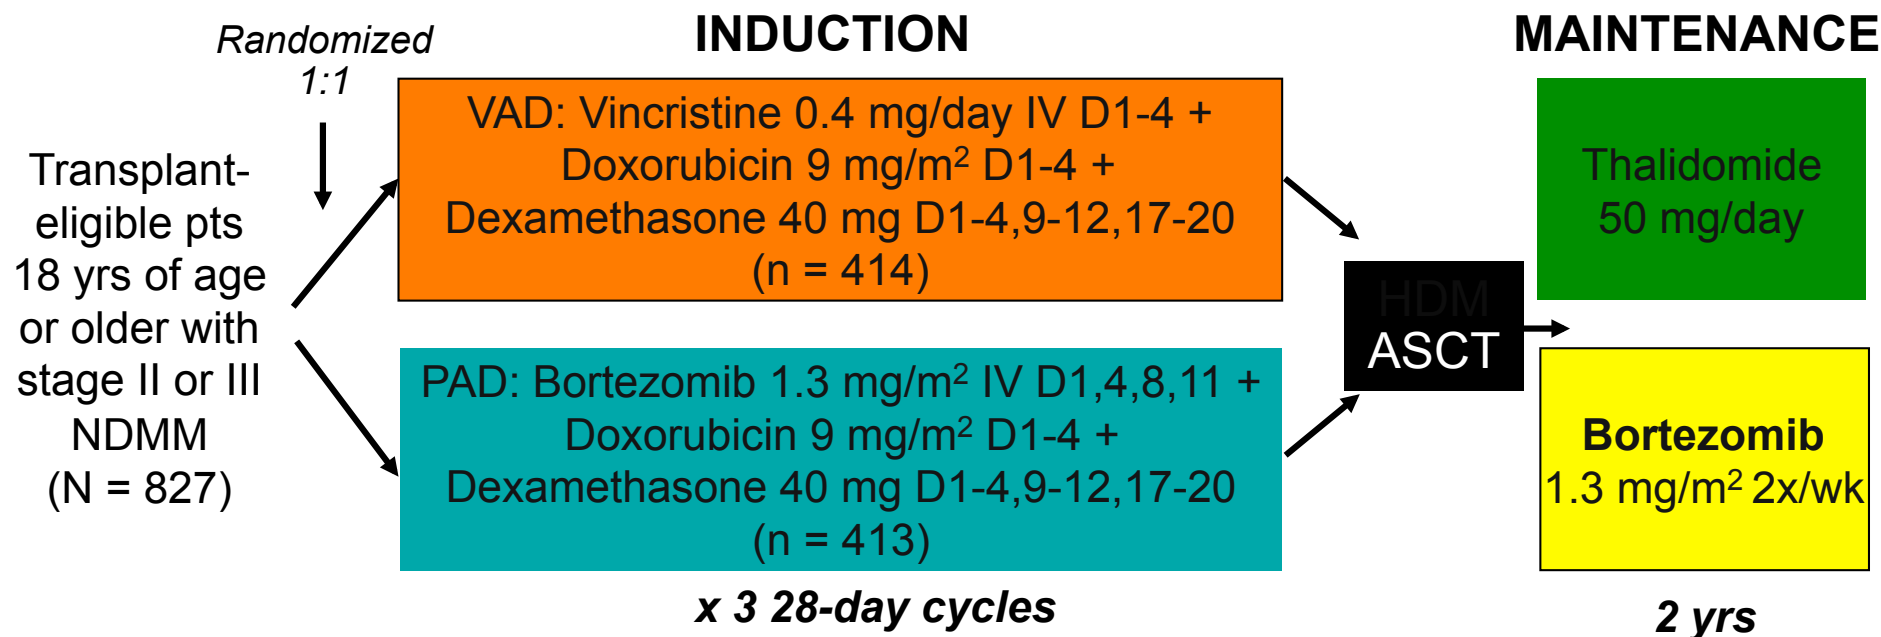 Randomized
1:1
INDUCTION
MAINTENANCE
Transplant-
eligible pts
18 yrs of age
or older with
stage II or III
NDMM
(N = 827)
VAD: Vincristine 0.4 mg/day IV D1-4 +
Doxorubicin 9 mg/m² D1-4 +
Dexamethasone 40 mg D1-4,9-12,17-20
(n = 414)
PAD: Bortezomib 1.3 mg/m² IV D1,4,8,11 +
Doxorubicin 9 mg/m² D1-4 +
Dexamethasone 40 mg D1-4,9-12,17-20
(n = 413)
x 3 28-day cycles
HDM
ASCT
Thalidomide
50 mg/day
Bortezomib
1.3 mg/m² 2x/wk
2 yrs